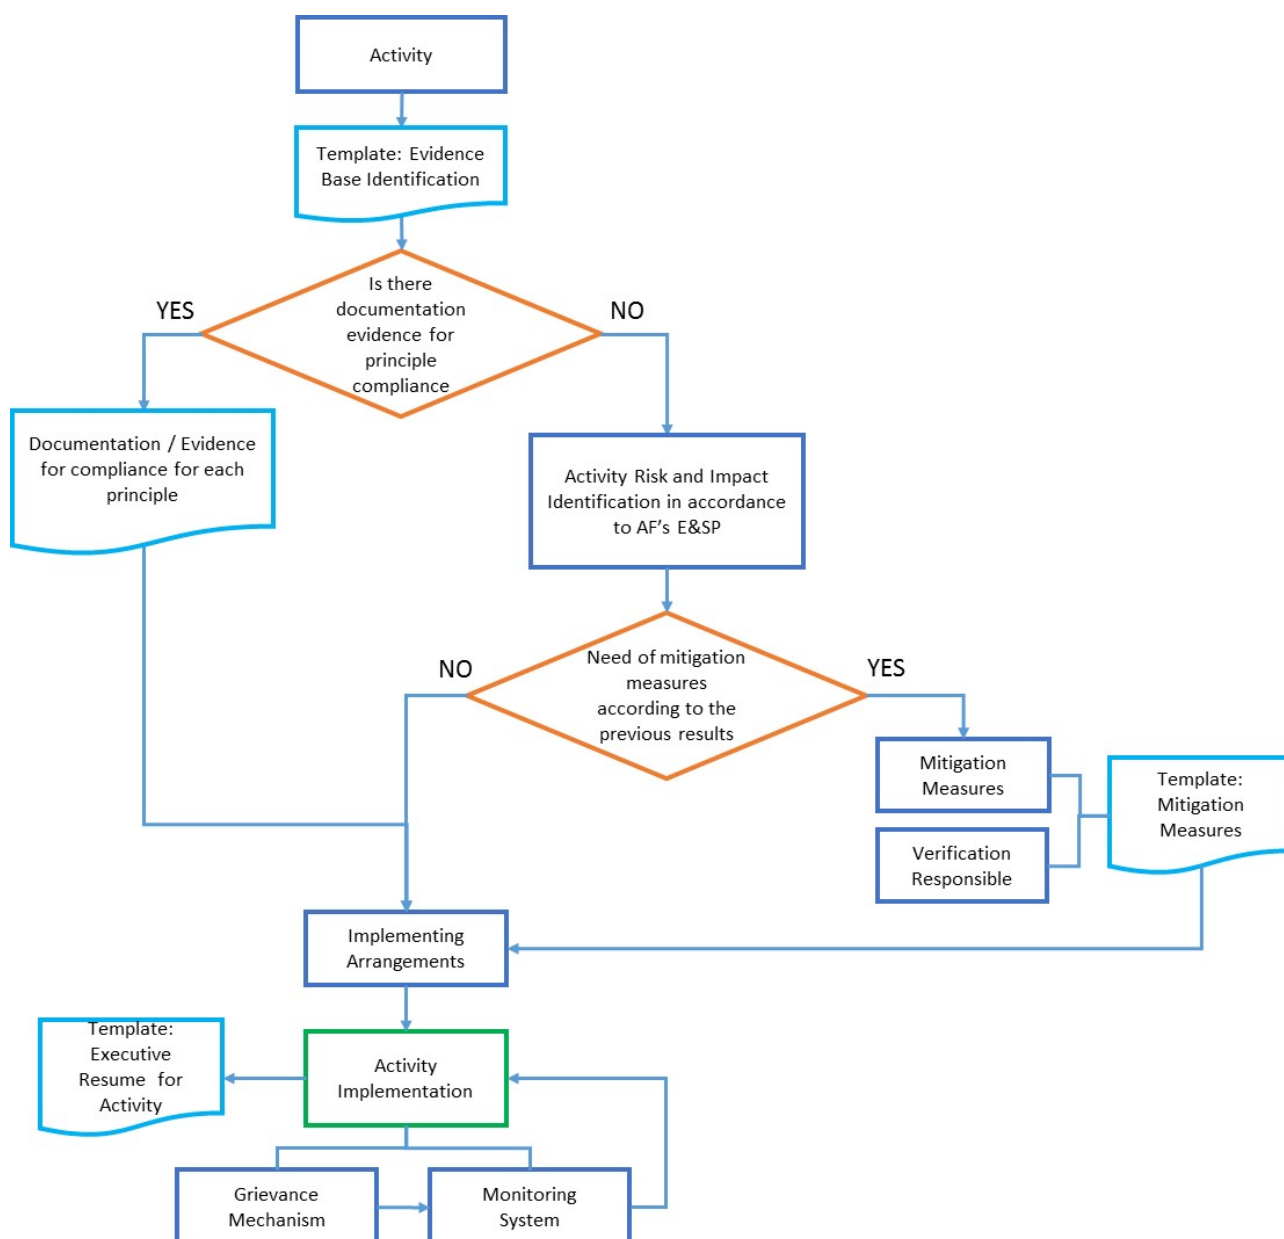 Activity
Template: Evidence
Base Identification
Is there
documentation
evidence for
principle
compliance
YES
NO
Documentation / Evidence
for compliance for each
principle
Activity Risk and Impact
Identification in accordance
to AF's E&SP
Need of mitigation
measures
according to the
previous results
NO
YES
Mitigation
Measures
Verification
Responsible
Template:
Mitigation
Measures
Implementing
Arrangements
Template:
Executive
Resume for
Activity
Activity
Implementation
Grievance
Mechanism
Monitoring
System